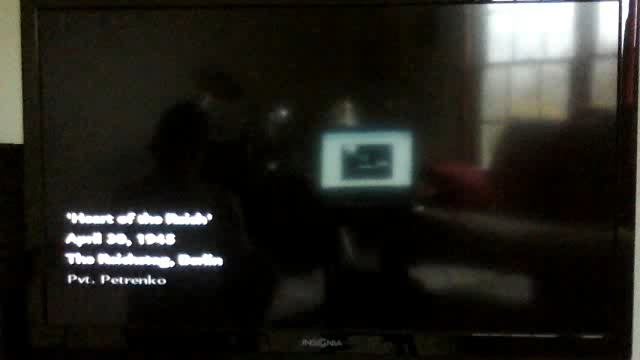 'Heart of the Reich'
April 30, 1945
The Reichstag, Berlin
Pvt. Petrenko
INSIGNIA